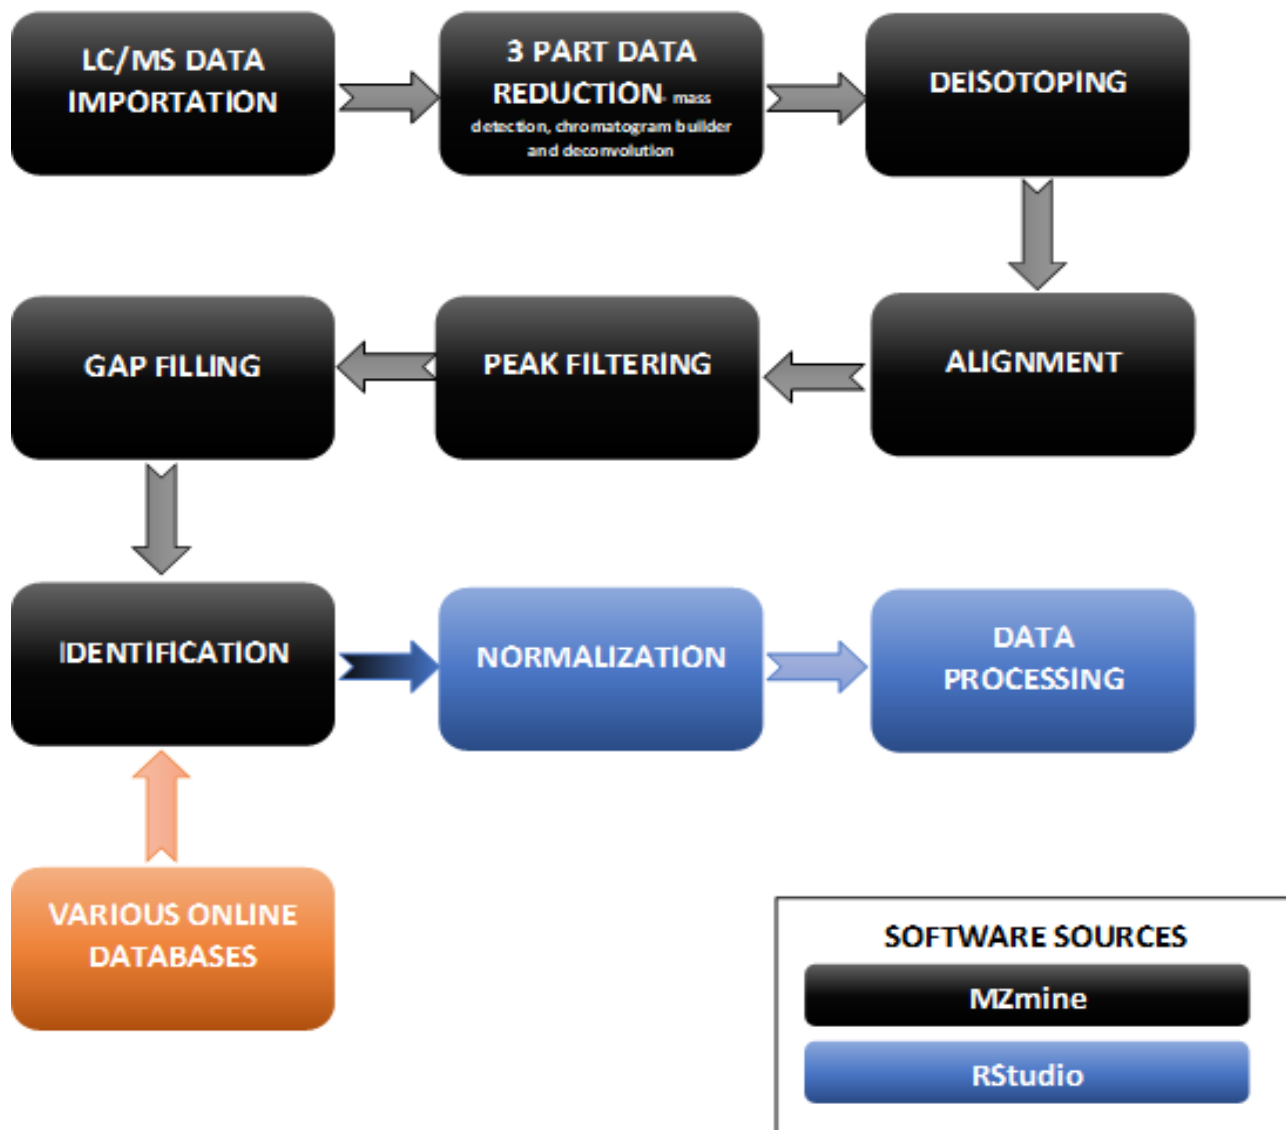 LC/MS DATA
IMPORTATION
3 PART DATA
REDUCTION- mass
detection, chromatogram builder
and deconvolution
DEISOTOPING
GAP FILLING
PEAK FILTERING
ALIGNMENT
IDENTIFICATION
NORMALIZATION
DATA
PROCESSING
VARIOUS ONLINE
DATABASES
SOFTWARE SOURCES
MZmine
RStudio